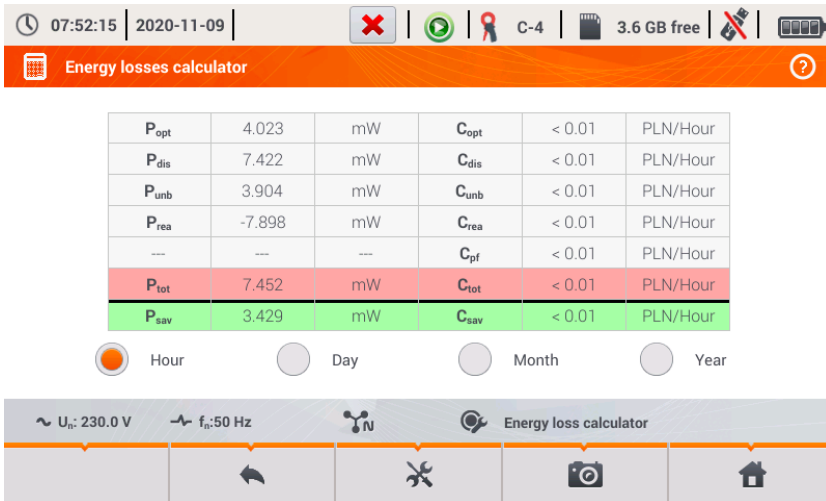 07:52:15 2020-11-09 C-4 3.6 GB free
Energy losses calculator ?
Popt 4.023 mW Copt < 0.01 PLN/Hour
Pdis 7.422 mW Cdis < 0.01 PLN/Hour
Punb 3.904 mW Cunb < 0.01 PLN/Hour
Prea -7.898 mW Crea < 0.01 PLN/Hour
--- --- --- Cpf < 0.01 PLN/Hour
Ptot 7.452 mW Ctot < 0.01 PLN/Hour
Psav 3.429 mW Csav < 0.01 PLN/Hour
Hour Day Month Year
Un: 230.0 V fn:50 Hz N Energy loss calculator